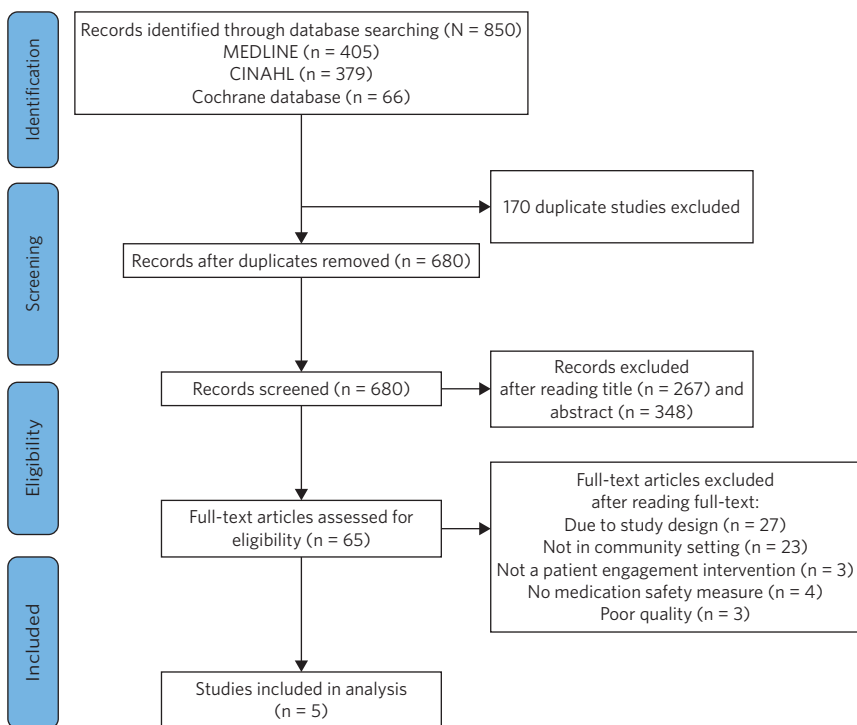 Identification
Records identified through database searching (N = 850)
MEDLINE (n = 405)
CINAHL (n = 379)
Cochrane database (n = 66)
170 duplicate studies excluded
Screening
Records after duplicates removed (n = 680)
Records screened (n = 680)
Records excluded
after reading title (n = 267) and
abstract (n = 348)
Eligibility
Full-text articles assessed for
eligibility (n = 65)
Full-text articles excluded
after reading full-text:
Due to study design (n = 27)
Not in community setting (n = 23)
Not a patient engagement intervention (n = 3)
No medication safety measure (n = 4)
Poor quality (n = 3)
Included
Studies included in analysis
(n = 5)